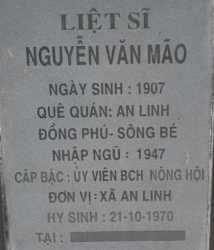 LIỆT SĨ
NGUYỄN VĂN MÃO
NGÀY SINH : 1907
QUÊ QUÁN: AN LINH
ĐỒNG PHÚ- SÔNG BÉ
NHẬP NGŨ : 1947
CẤP BẬC : ỦY VIÊN BCH NÔNG HỘI
ĐƠN VỊ : XÃ AN LINH
HY SINH : 21-10-1970
TẠI :